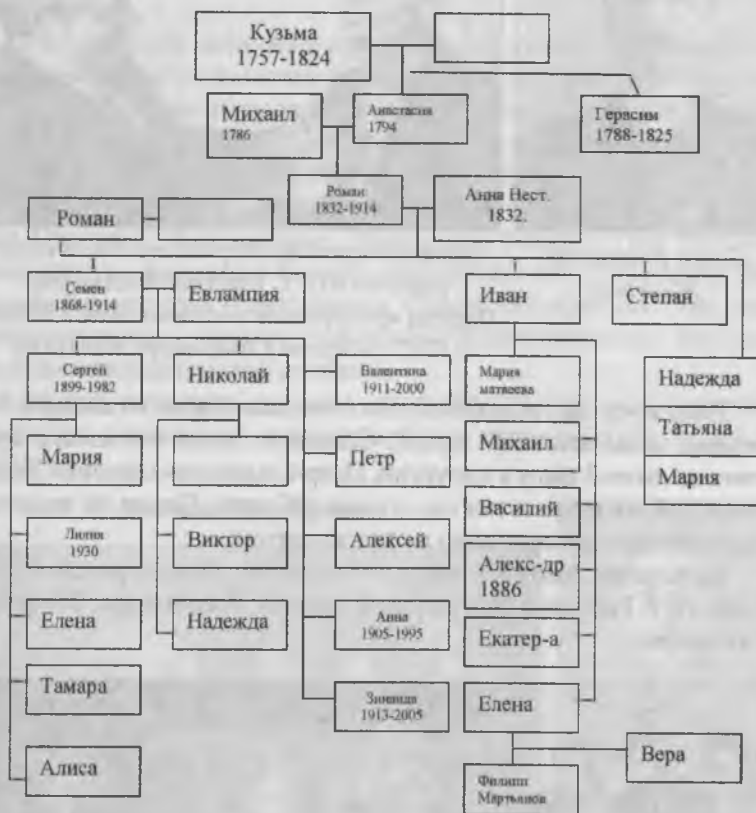 Кузьма
1757-1824
Михаил
1786
Анастасия
1794
Герасим
1788-1825
Роман
Роман
1832-1914
Анна Нест.
1832.
Семен
1868-1914
Евлампия
Иван
Степан
Сергей
1899-1982
Николай
Валентина
1911-2000
Мария
матвеева
Надежда
Татьяна
Мария
Мария
Петр
Михаил
Василий
Лилия
1930
Виктор
Алексей
Алекс-др
1886
Елена
Надежда
Анна
1905-1995
Екатер-а
Тамара
Зинаида
1913-2005
Елена
Алиса
Филипп
Мартьянов
Вера